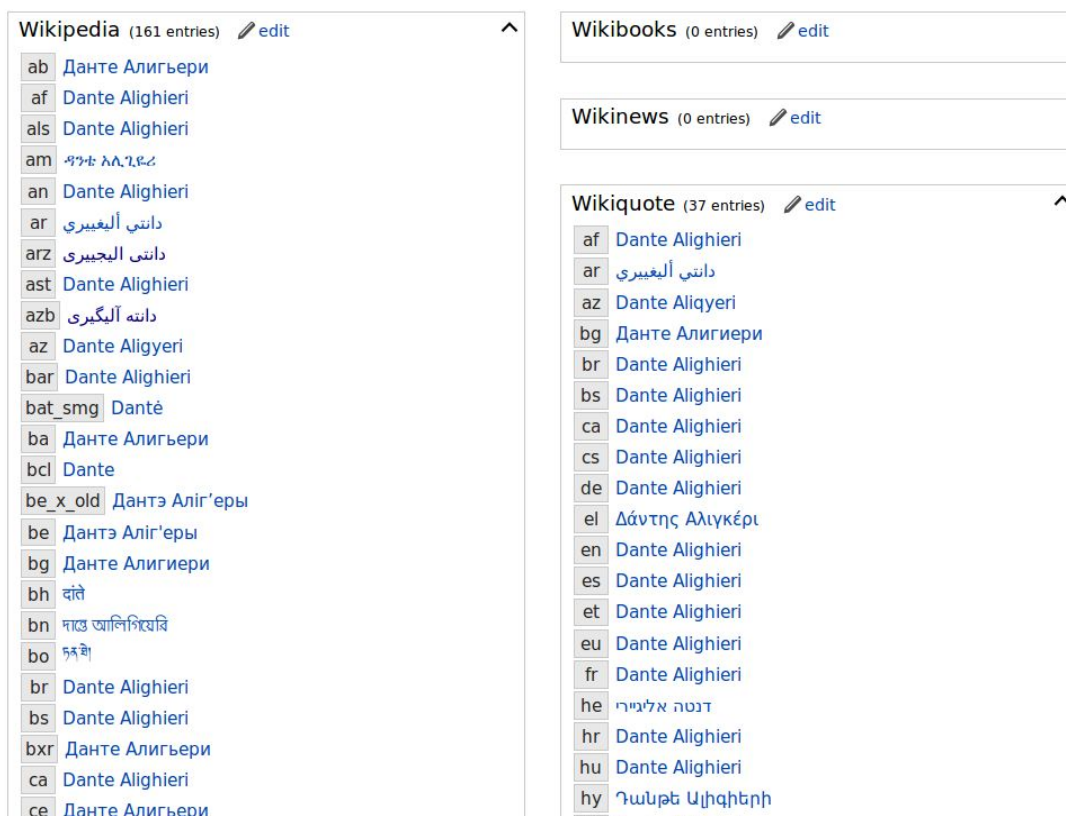 Wikipedia (161 entries) edit
ab Данте Алигьери
af Dante Alighieri
als Dante Alighieri
am ዳንቴ አሊጊዬሪ
an Dante Alighieri
ar دانتي أليغييري
arz دانتى اليجييرى
ast Dante Alighieri
azb دانته آلیگیری
az Dante Aligyeri
bar Dante Alighieri
bat_smg Dantė
ba Данте Алигьери
bcl Dante
be_x_old Дантэ Аліг’еры
be Дантэ Аліг'еры
bg Данте Алигиери
bh दांते
bn দান্তে আলিগিয়েরি
bo ཏན་ཐེ།
br Dante Alighieri
bs Dante Alighieri
bxr Данте Алигьери
ca Dante Alighieri
ce Данте Алигьери
Wikibooks (0 entries) edit
Wikinews (0 entries) edit
Wikiquote (37 entries) edit
af Dante Alighieri
ar دانتي أليغييري
az Dante Aliqyeri
bg Данте Алигиери
br Dante Alighieri
bs Dante Alighieri
ca Dante Alighieri
cs Dante Alighieri
de Dante Alighieri
el Δάντης Αλιγκέρι
en Dante Alighieri
es Dante Alighieri
et Dante Alighieri
eu Dante Alighieri
fr Dante Alighieri
he דנטה אליגיירי
hr Dante Alighieri
hu Dante Alighieri
hy Դանթե Ալիգիերի